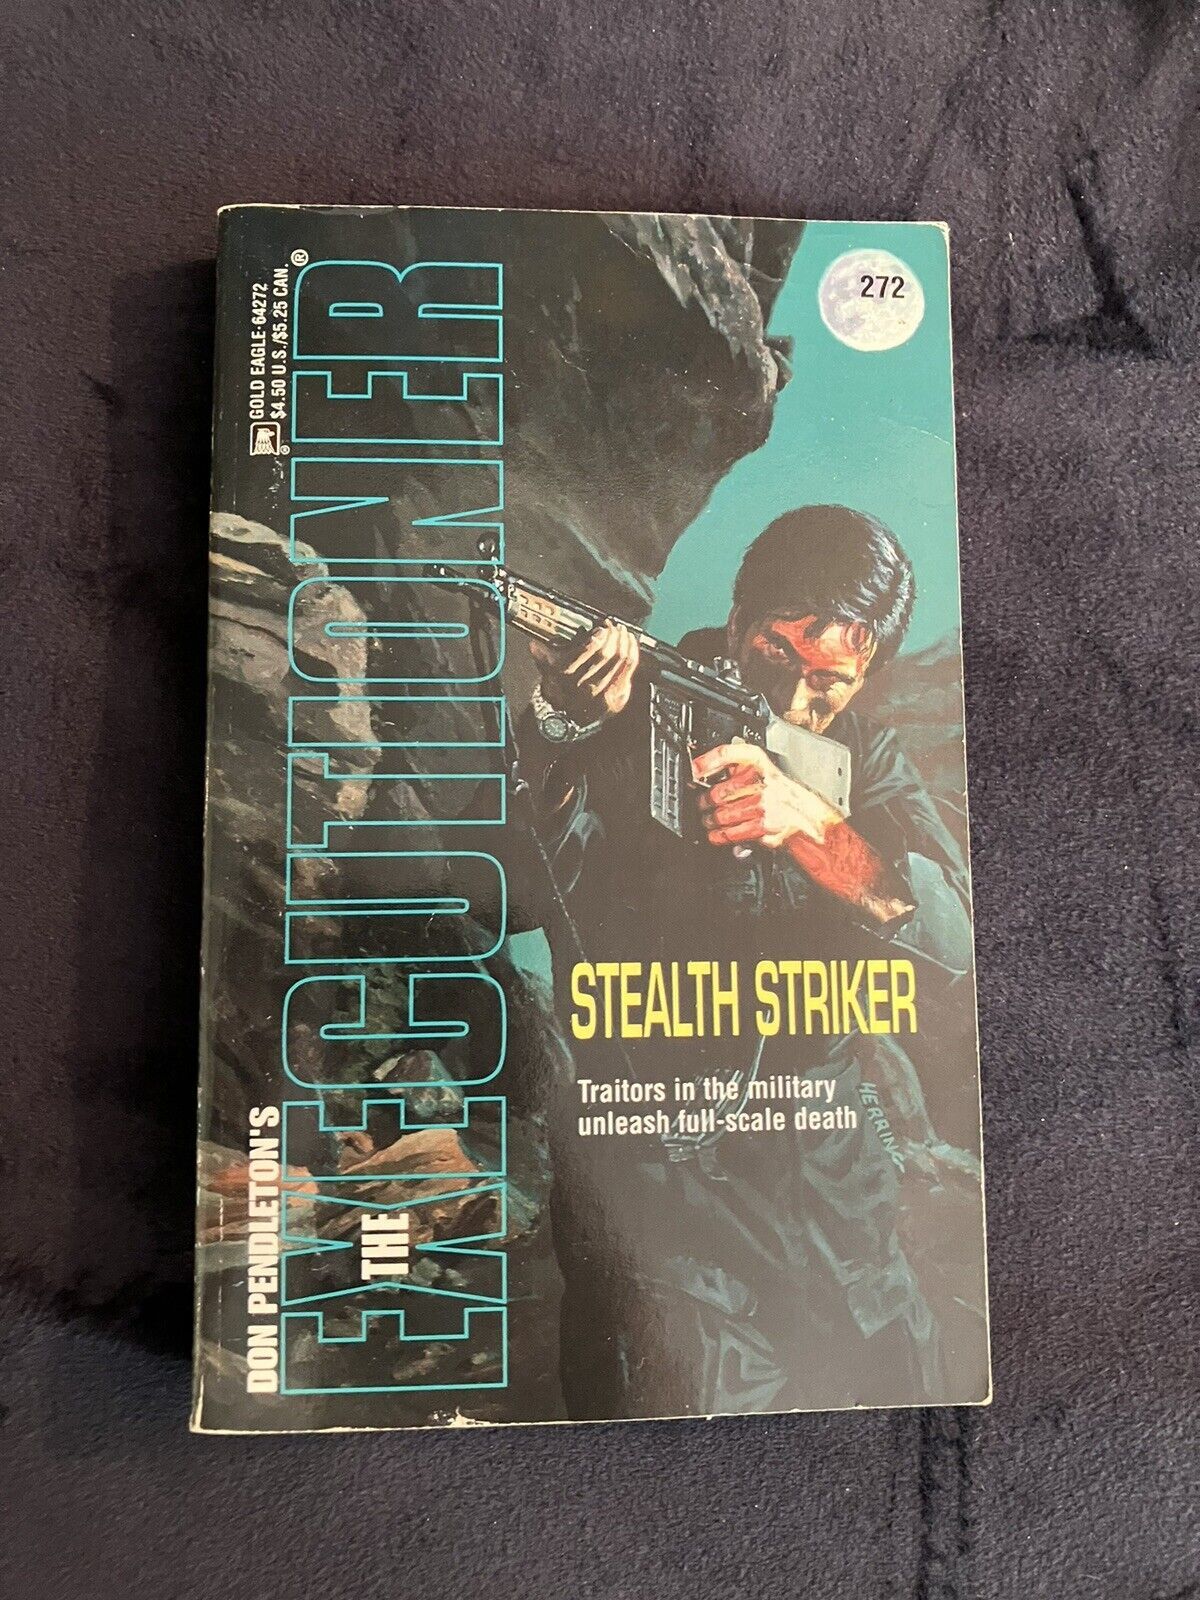 GOLD EAGLE·64272
$4.50 U.S./$5.25 CAN.
®
®
272
DON PENDLETON'S
THE
EXECUTIONER
STEALTH STRIKER
Traitors in the military
unleash full-scale death
HERRING